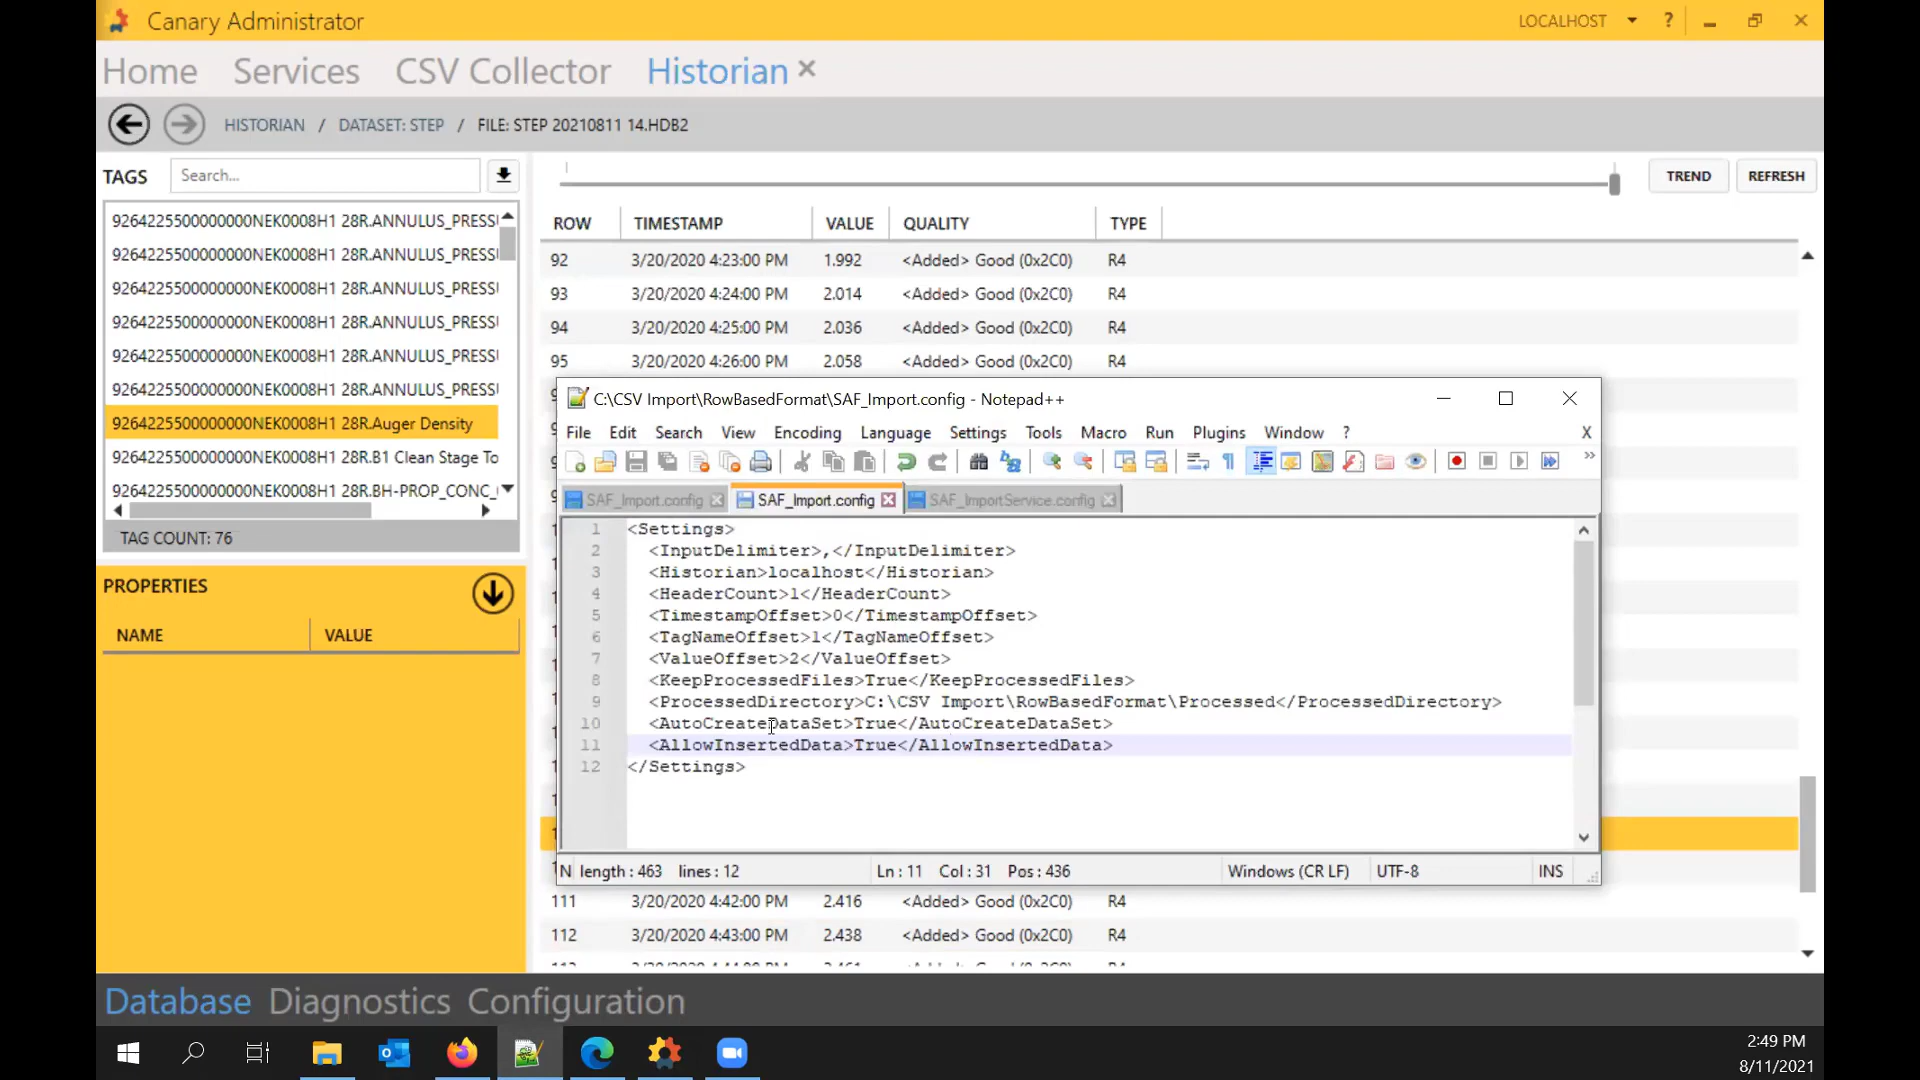 Canary Administrator
LOCALHOST
?
Home Services CSV Collector Historian ×
HISTORIAN / DATASET: STEP / FILE: STEP 20210811 14.HDB2
TAGS
Search...
TREND
REFRESH
9264225500000000NEK0008H1 28R.ANNULUS_PRESSU
9264225500000000NEK0008H1 28R.ANNULUS_PRESSU
9264225500000000NEK0008H1 28R.ANNULUS_PRESSU
9264225500000000NEK0008H1 28R.ANNULUS_PRESSU
9264225500000000NEK0008H1 28R.ANNULUS_PRESSU
9264225500000000NEK0008H1 28R.ANNULUS_PRESSU
9264225500000000NEK0008H1 28R.Auger Density
9264225500000000NEK0008H1 28R.B1 Clean Stage To
9264225500000000NEK0008H1 28R.BH-PROP_CONC_
TAG COUNT: 76
PROPERTIES
NAME VALUE
ROW TIMESTAMP VALUE QUALITY TYPE
92 3/20/2020 4:23:00 PM 1.992 <Added> Good (0x2C0) R4
93 3/20/2020 4:24:00 PM 2.014 <Added> Good (0x2C0) R4
94 3/20/2020 4:25:00 PM 2.036 <Added> Good (0x2C0) R4
95 3/20/2020 4:26:00 PM 2.058 <Added> Good (0x2C0) R4
C:\CSV Import\RowBasedFormat\SAF_Import.config - Notepad++
File Edit Search View Encoding Language Settings Tools Macro Run Plugins Window ? X
SAF_Import.config SAF_Import.config SAF_ImportService.config
1 <Settings>
2 <InputDelimiter>,</InputDelimiter>
3 <Historian>localhost</Historian>
4 <HeaderCount>1</HeaderCount>
5 <TimestampOffset>0</TimestampOffset>
6 <TagNameOffset>1</TagNameOffset>
7 <ValueOffset>2</ValueOffset>
8 <KeepProcessedFiles>True</KeepProcessedFiles>
9 <ProcessedDirectory>C:\CSV Import\RowBasedFormat\Processed</ProcessedDirectory>
10 <AutoCreateDataSet>True</AutoCreateDataSet>
11 <AllowInsertedData>True</AllowInsertedData>
12 </Settings>
N length : 463 lines : 12 Ln : 11 Col : 31 Pos : 436 Windows (CR LF) UTF-8 INS
111 3/20/2020 4:42:00 PM 2.416 <Added> Good (0x2C0) R4
112 3/20/2020 4:43:00 PM 2.438 <Added> Good (0x2C0) R4
Database Diagnostics Configuration
2:49 PM
8/11/2021